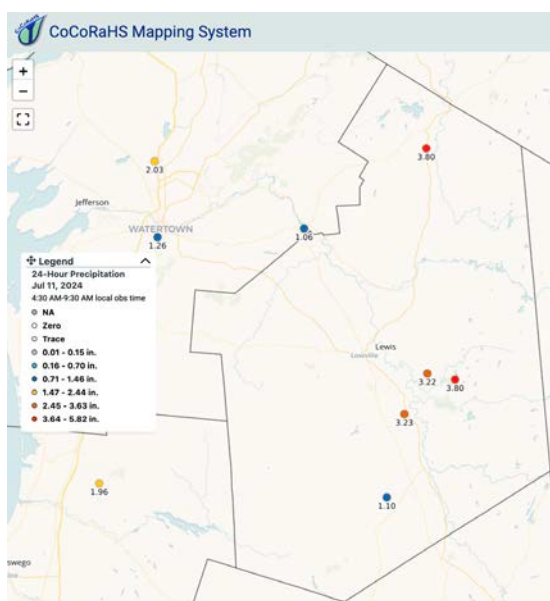 CoCoRaHS Mapping System
+
−
3.80
2.03
Jefferson
WATERTOWN
1.26
1.06
Legend
24-Hour Precipitation
Jul 11, 2024
4:30 AM-9:30 AM local obs time
NA
Zero
Trace
0.01 - 0.15 in.
0.16 - 0.70 in.
0.71 - 1.46 in.
1.47 - 2.44 in.
2.45 - 3.63 in.
3.64 - 5.82 in.
Lewis
Lowville
3.22
3.80
3.23
1.96
1.10
swego